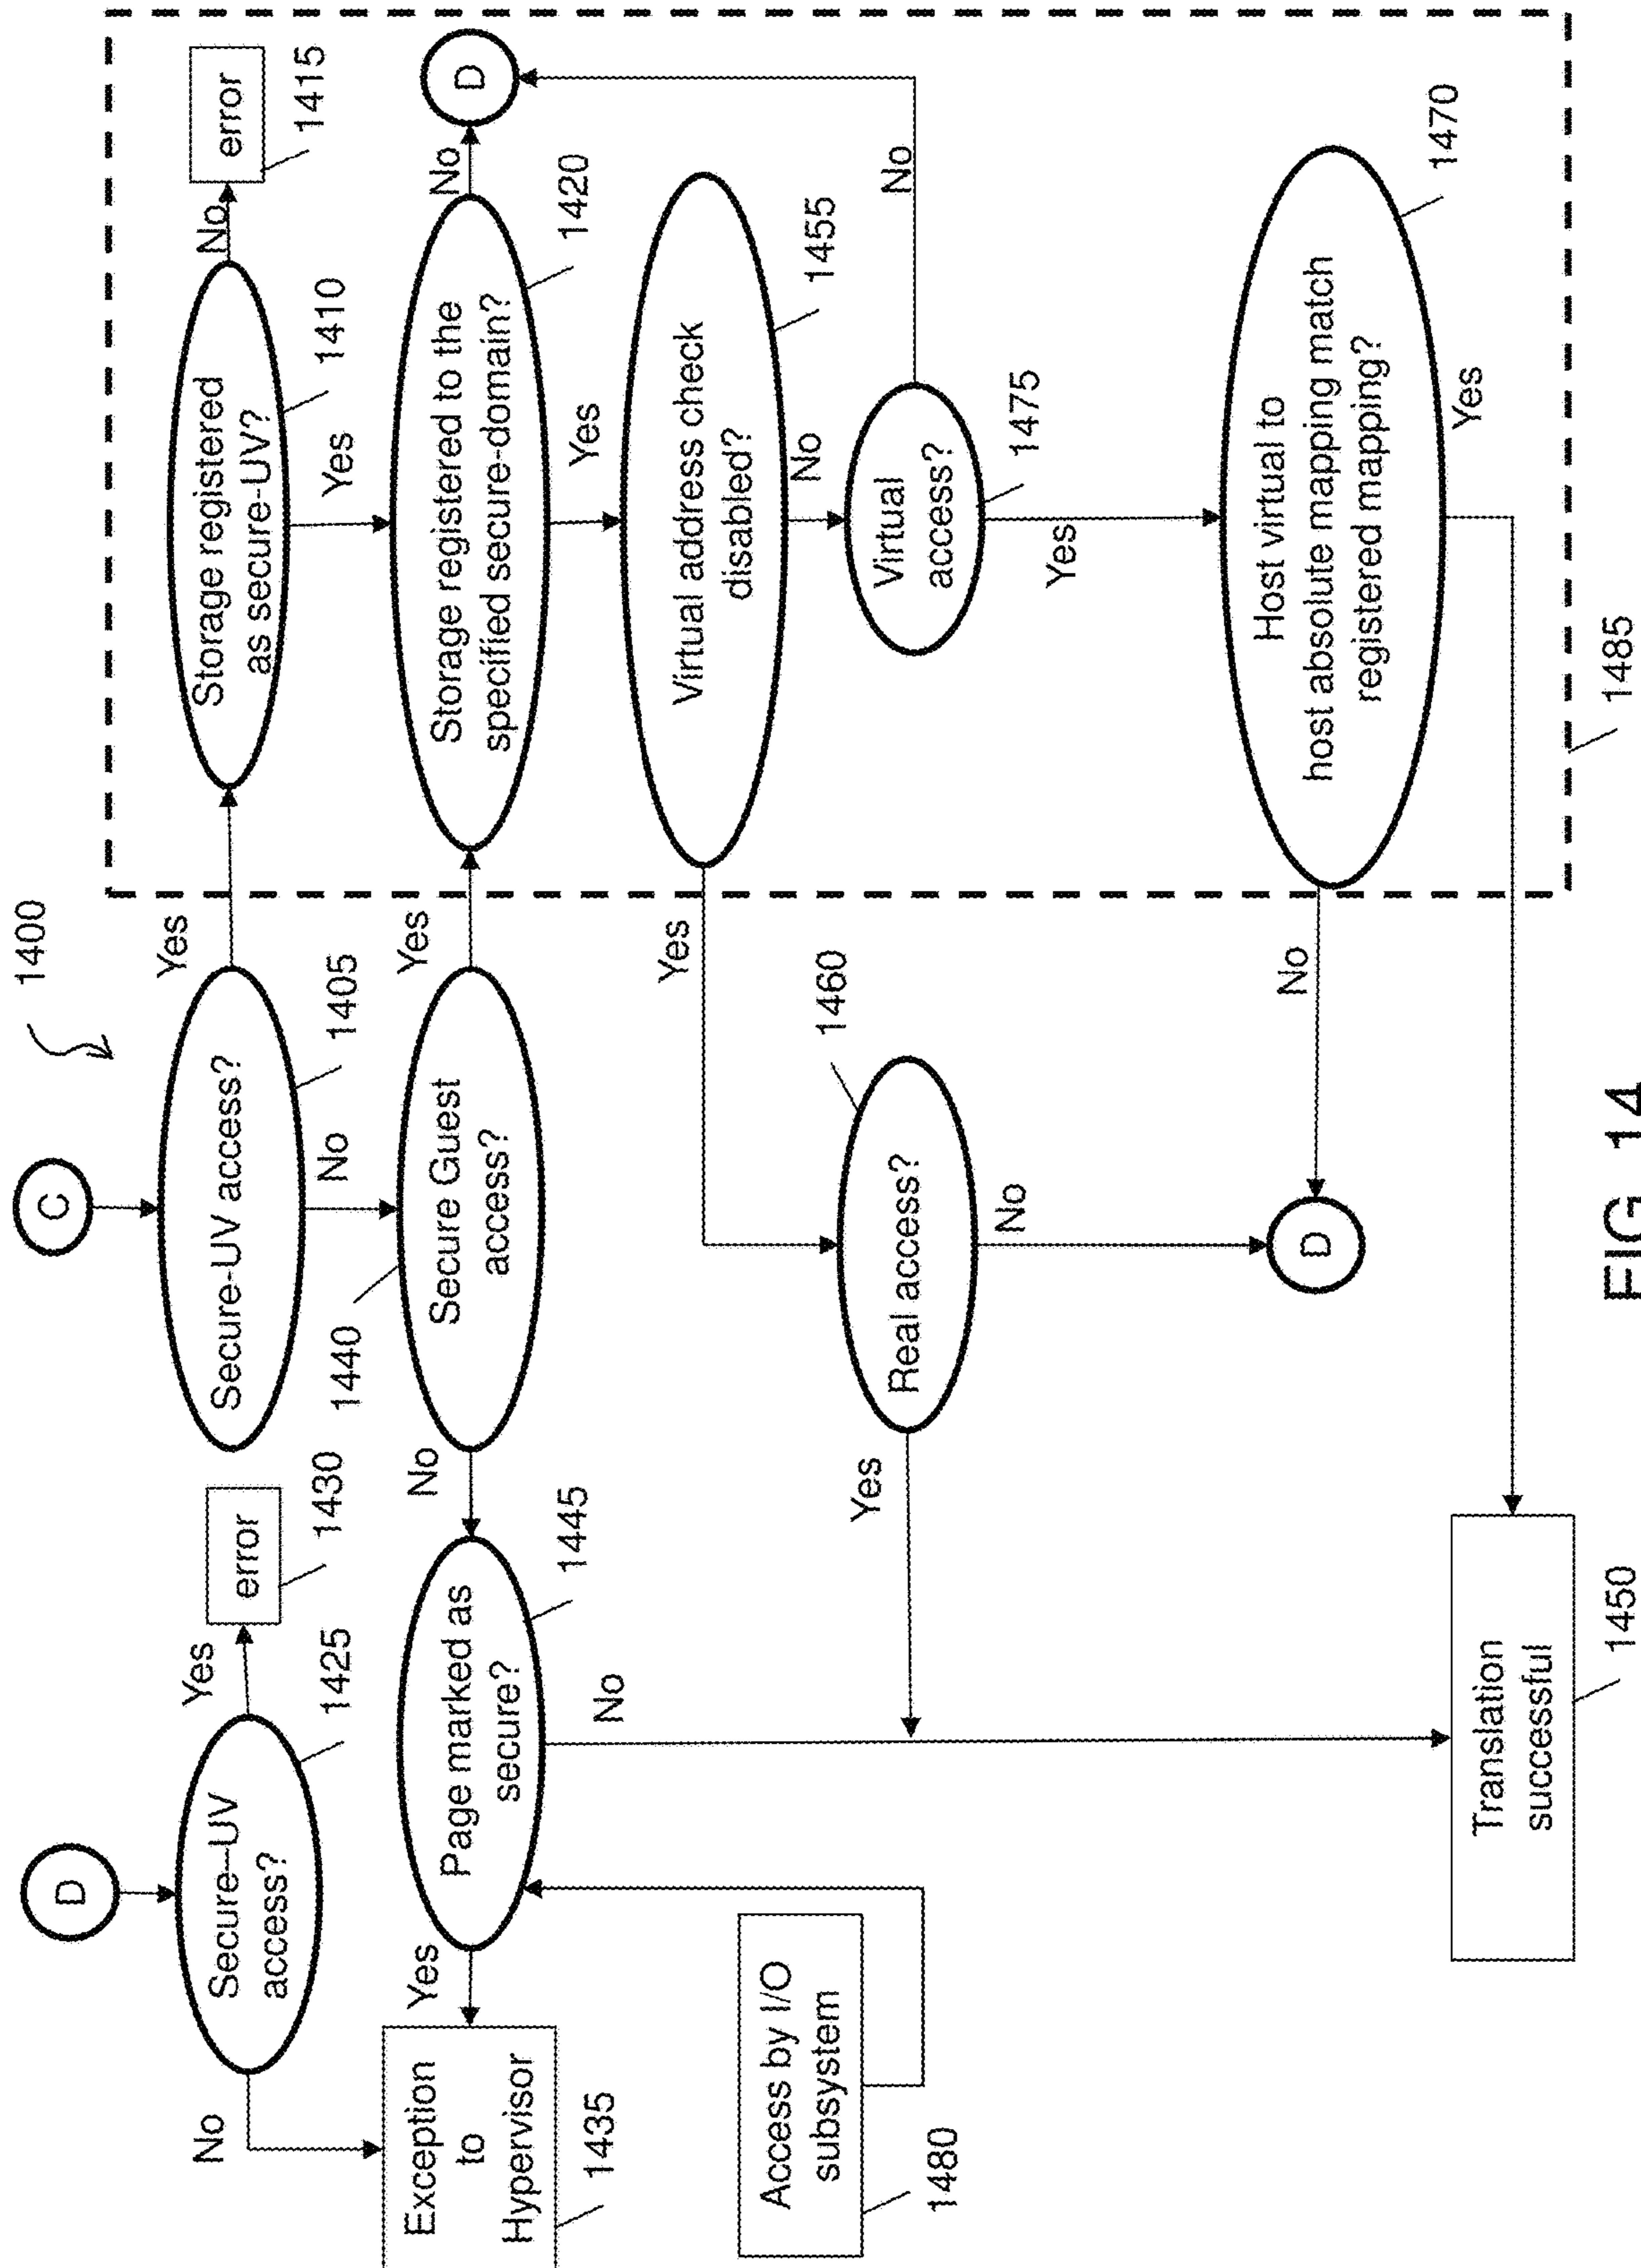 1400
C
D
Secure-UV access?
1405
Yes
No
Storage registered
as secure-UV?
1410
No
Yes
error
1415
Secure–UV
access?
1425
Yes
No
error
1430
Secure Guest
access?
1440
Yes
No
Storage registered to the
specified secure-domain?
1420
No
Yes
D
Page marked as
secure?
1445
Yes
No
Exception
to
Hypervisor
1435
Virtual address check
disabled?
1455
Yes
No
Access by I/O
subsystem
1480
Real access?
1460
Yes
No
Virtual
access?
1475
No
Yes
D
Host virtual to
host absolute mapping match
registered mapping?
1470
No
Yes
Translation
successful
1450
1485
FIG. 14